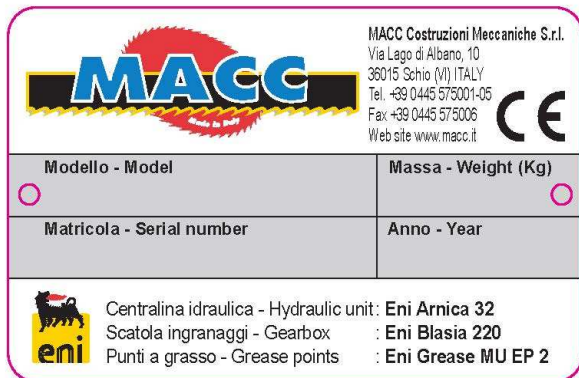 MACC
Made in Italy
MACC Costruzioni Meccaniche S.r.l.
Via Lago di Albano, 10
36015 Schio (VI) ITALY
Tel. +39 0445 575001-05
Fax +39 0445 575006
Web site www.macc.it
CE
Modello - Model
Massa - Weight (Kg)
Matricola - Serial number
Anno - Year
eni
Centralina idraulica - Hydraulic unit : Eni Arnica 32
Scatola ingranaggi - Gearbox : Eni Blasia 220
Punti a grasso - Grease points : Eni Grease MU EP 2